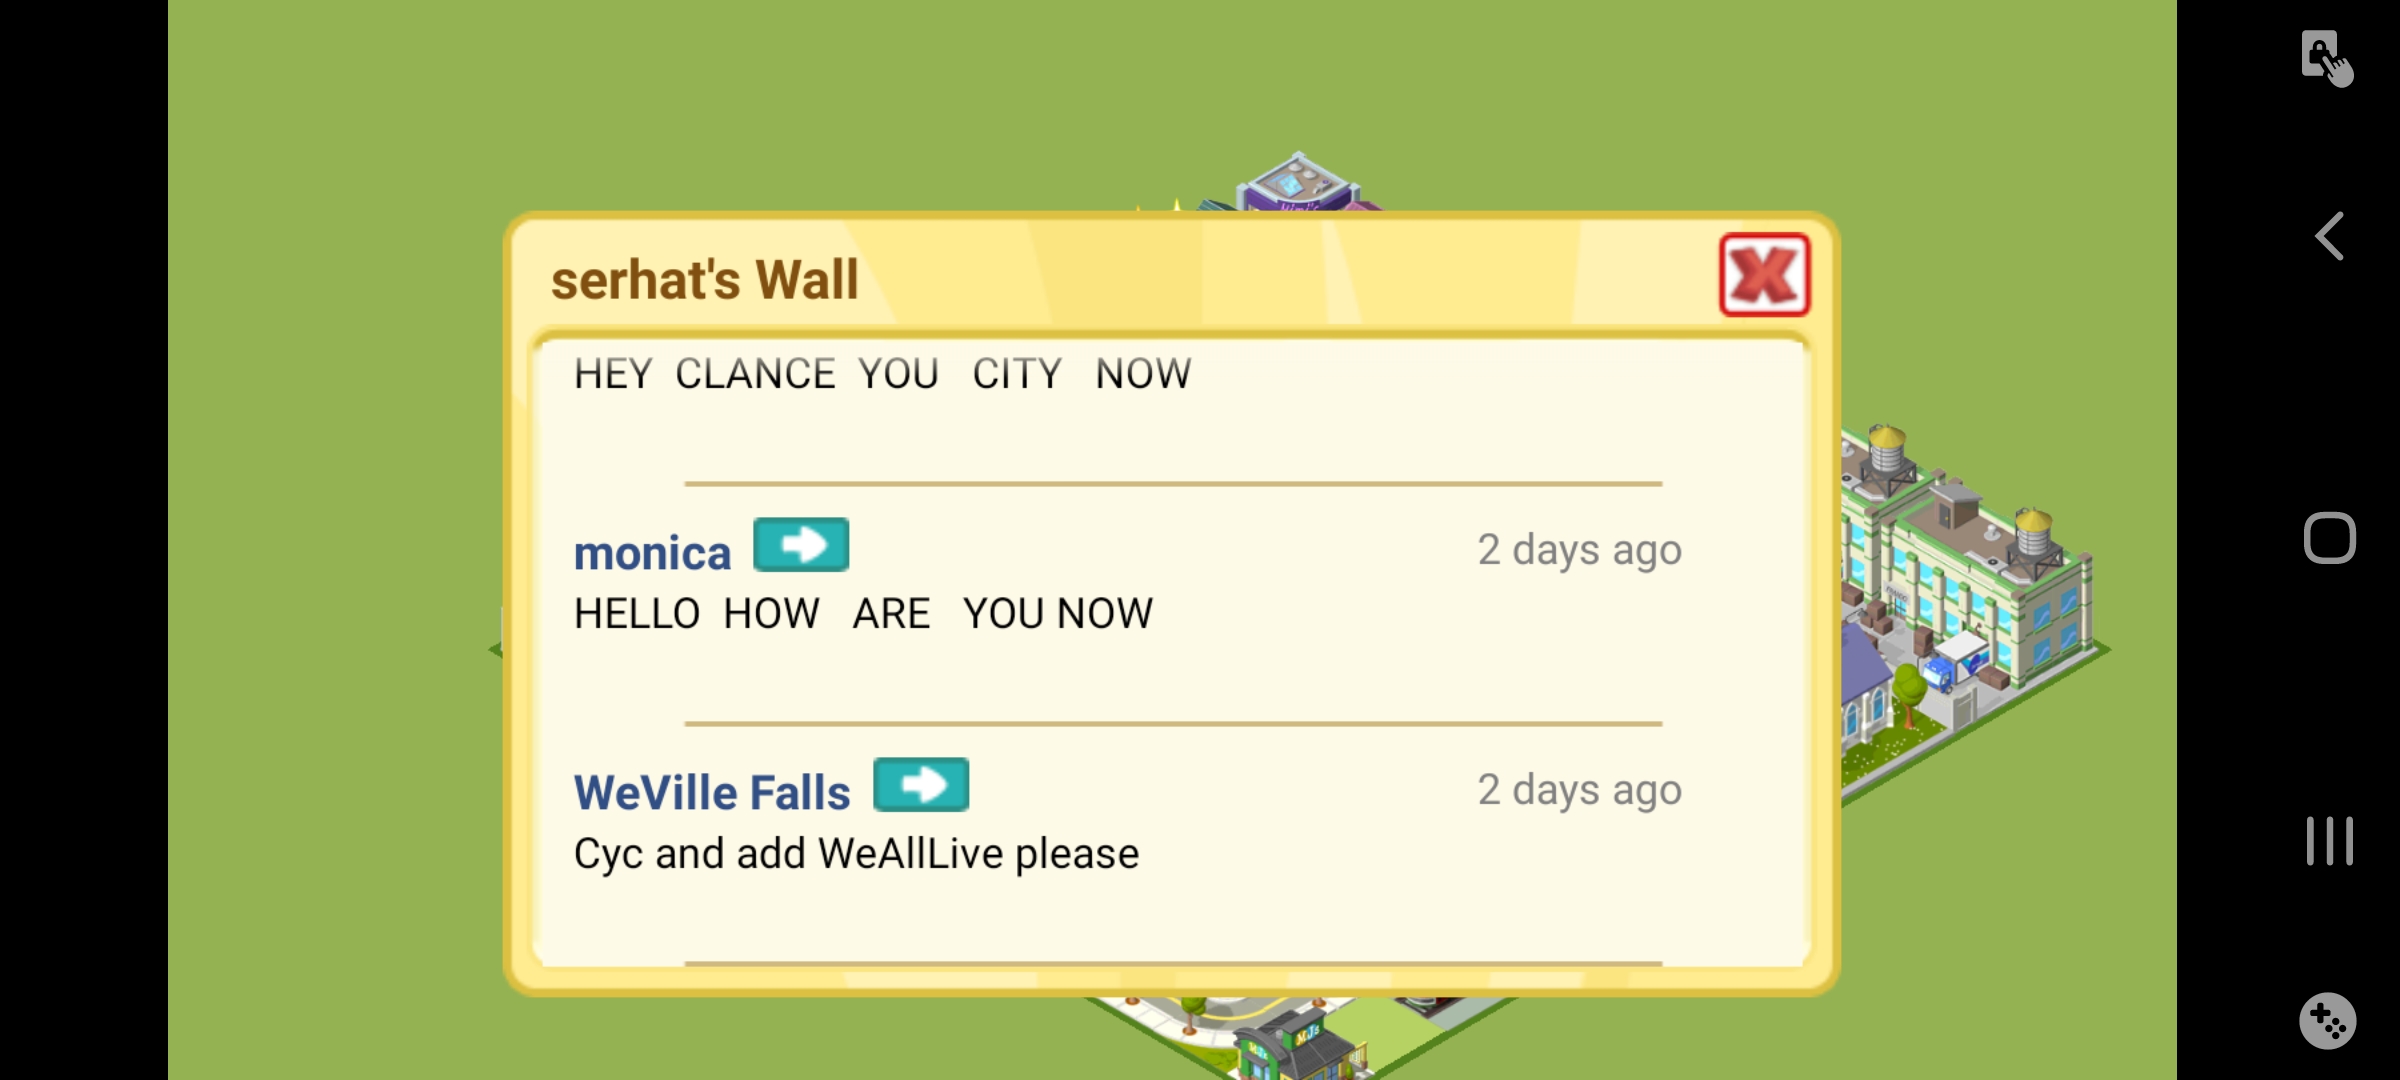 serhat's Wall
HEY CLANCE YOU CITY NOW
monica
2 days ago
HELLO HOW ARE YOU NOW
WeVille Falls
2 days ago
Cyc and add WeAllLive please
MJs